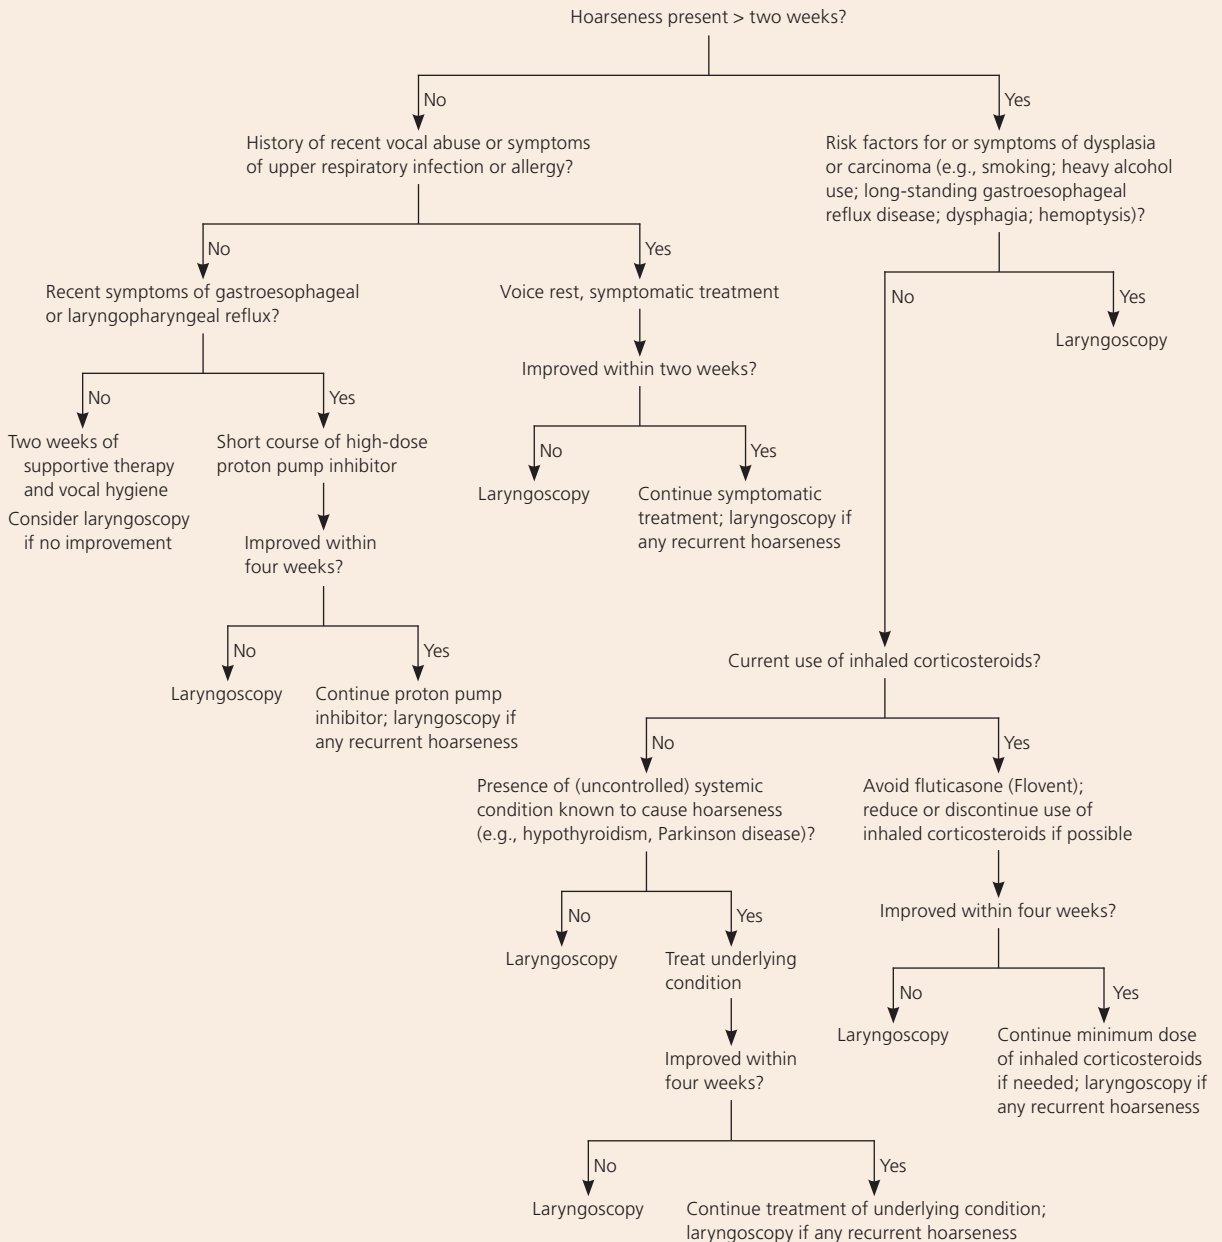 Hoarseness present > two weeks?
No
Yes
History of recent vocal abuse or symptoms
of upper respiratory infection or allergy?
Risk factors for or symptoms of dysplasia
or carcinoma (e.g., smoking; heavy alcohol
use; long-standing gastroesophageal
reflux disease; dysphagia; hemoptysis)?
No
Yes
No
Yes
Recent symptoms of gastroesophageal
or laryngopharyngeal reflux?
Voice rest, symptomatic treatment
Laryngoscopy
Improved within two weeks?
No
Yes
No
Yes
Two weeks of
supportive therapy
and vocal hygiene
Consider laryngoscopy
if no improvement
Short course of high-dose
proton pump inhibitor
Laryngoscopy
Continue symptomatic
treatment; laryngoscopy if
any recurrent hoarseness
Improved within
four weeks?
No
Yes
Laryngoscopy
Continue proton pump
inhibitor; laryngoscopy if
any recurrent hoarseness
Current use of inhaled corticosteroids?
No
Yes
Presence of (uncontrolled) systemic
condition known to cause hoarseness
(e.g., hypothyroidism, Parkinson disease)?
Avoid fluticasone (Flovent);
reduce or discontinue use of
inhaled corticosteroids if possible
No
Yes
Improved within four weeks?
Laryngoscopy
Treat underlying
condition
No
Yes
Laryngoscopy
Continue minimum dose
of inhaled corticosteroids
if needed; laryngoscopy if
any recurrent hoarseness
Improved within
four weeks?
No
Yes
Laryngoscopy
Continue treatment of underlying condition;
laryngoscopy if any recurrent hoarseness